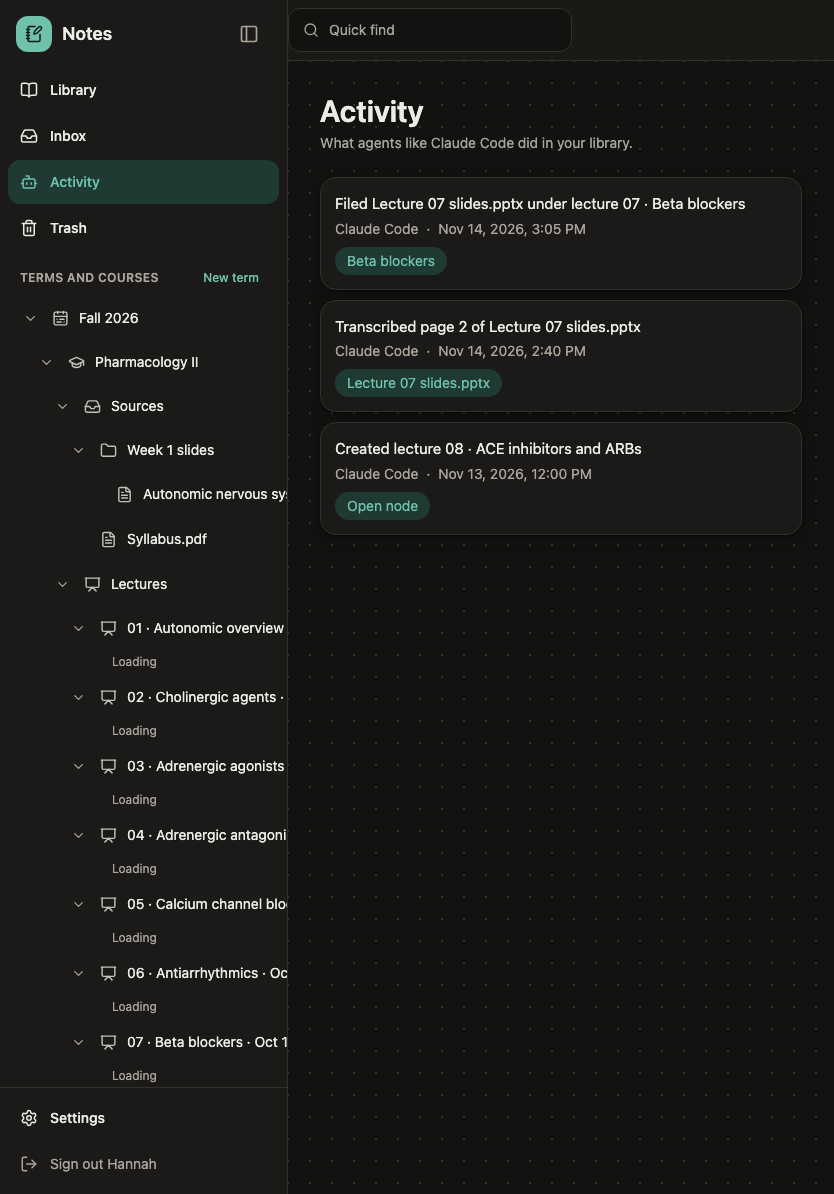 Notes
Library
Inbox
Activity
Trash
TERMS AND COURSES
New term
Fall 2026
Pharmacology II
Sources
Week 1 slides
Autonomic nervous
Syllabus.pdf
Lectures
01 · Autonomic overview
Loading
02 · Cholinergic agents ·
Loading
03 · Adrenergic agonists
Loading
04 · Adrenergic
Loading
05 · Calcium channel
Loading
06 · Antiarrhythmics ·
Loading
07 · Beta blockers · Oct
Loading
Settings
Sign out Hannah
Quick find
Activity
What agents like Claude Code did in your library.
Filed Lecture 07 slides.pptx under lecture 07 · Beta blockers
Claude Code · Nov 14, 2026, 3:05 PM
Beta blockers
Transcribed page 2 of Lecture 07 slides.pptx
Claude Code · Nov 14, 2026, 2:40 PM
Lecture 07 slides.pptx
Created lecture 08 · ACE inhibitors and ARBs
Claude Code · Nov 13, 2026, 12:00 PM
Open node